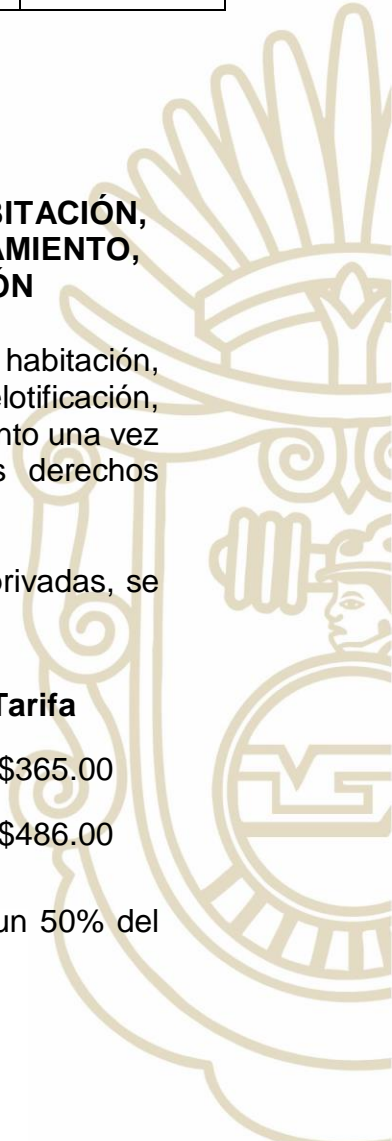 BITACIÓN,
AMIENTO,
ÓN
habitación,
elotificación,
nto una vez
s derechos
privadas, se
Tarifa
$365.00
$486.00
un 50% del